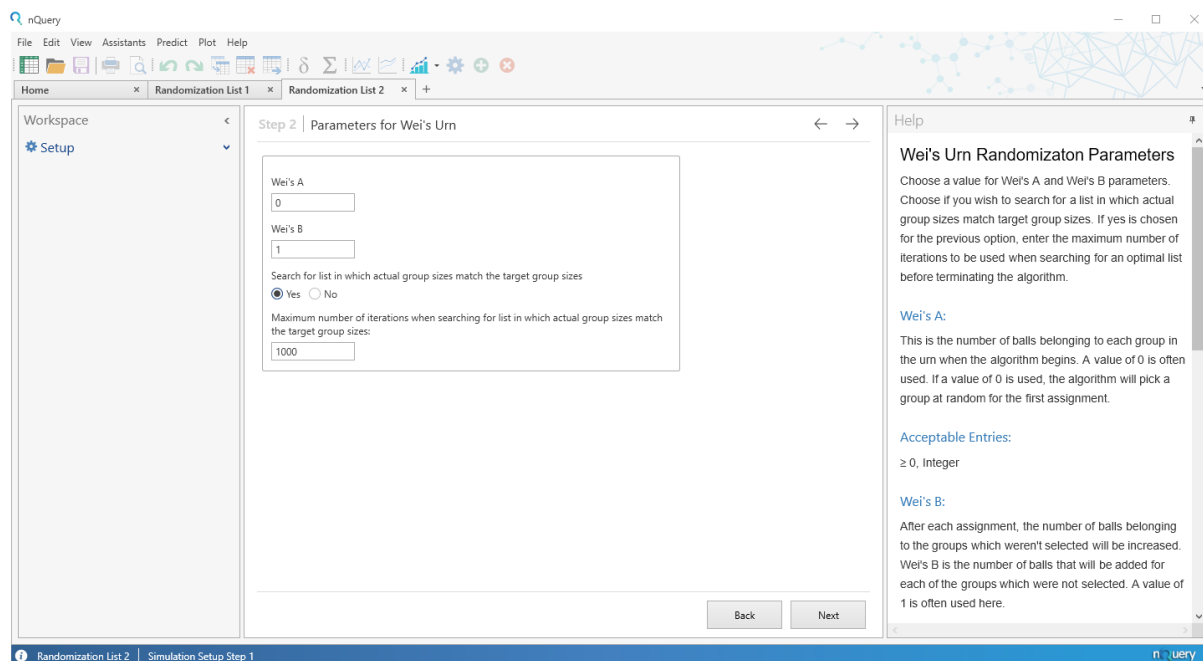 nQuery
File Edit View Assistants Predict Plot Help
Home × Randomization List 1 × Randomization List 2 × +
Workspace
Setup
Step 2 | Parameters for Wei's Urn
Wei's A
0
Wei's B
1
Search for list in which actual group sizes match the target group sizes
Yes No
Maximum number of iterations when searching for list in which actual group sizes match
the target group sizes:
1000
Back Next
Help
Wei's Urn Randomizaton Parameters
Choose a value for Wei's A and Wei's B parameters.
Choose if you wish to search for a list in which actual
group sizes match target group sizes. If yes is chosen
for the previous option, enter the maximum number of
iterations to be used when searching for an optimal list
before terminating the algorithm.
Wei's A:
This is the number of balls belonging to each group in
the urn when the algorithm begins. A value of 0 is often
used. If a value of 0 is used, the algorithm will pick a
group at random for the first assignment.
Acceptable Entries:
≥ 0, Integer
Wei's B:
After each assignment, the number of balls belonging
to the groups which weren't selected will be increased.
Wei's B is the number of balls that will be added for
each of the groups which were not selected. A value of
1 is often used here.
Randomization List 2 | Simulation Setup Step 1
nQuery